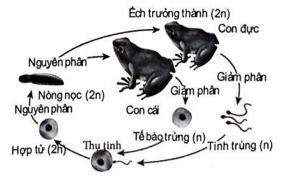 Ếch trưởng thành (2n)
Con đực
Nguyên phân
Giảm phân
Nòng nọc (2n)
Giảm phân
Nguyên phân
Con cái
Tế bào trừng (n)
Thụ tinh
Tinh trùng (n)
Hợp tử (2n)